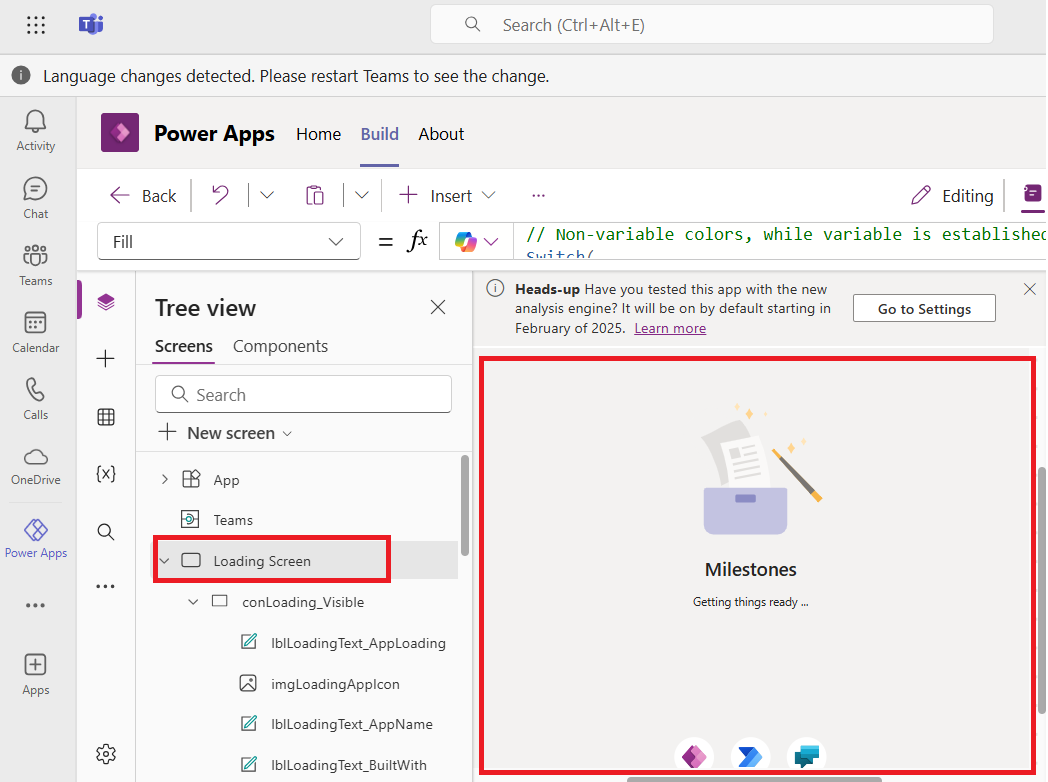 Search (Ctrl+Alt+E)
Language changes detected. Please restart Teams to see the change.
Activity
Chat
Teams
Calendar
Calls
OneDrive
Power Apps
Apps
Power Apps Home Build About
Back Insert Editing
Fill = fx // Non-variable colors, while variable is established
Switch(
Tree view
Screens Components
Search
New screen
App
Teams
Loading Screen
conLoading_Visible
lblLoadingText_AppLoading
imgLoadingAppIcon
lblLoadingText_AppName
lblLoadingText_BuiltWith
Heads-up Have you tested this app with the new
analysis engine? It will be on by default starting in
February of 2025. Learn more
Go to Settings
Milestones
Getting things ready ...